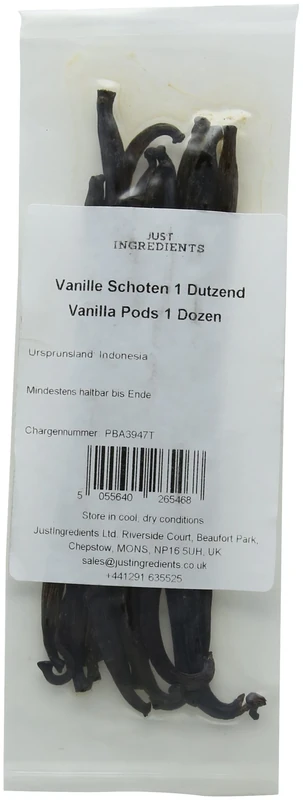 JUST
INGREDIENTS
Vanille Schoten 1 Dutzend
Vanilla Pods 1 Dozen
Ursprunsland Indonesia
Mindestens haltbar bis Ende
Chargennummer PBA3947T
5 055640 265468
Store in cool, dry conditions
JustIngredients Ltd, Riverside Court, Beaufort Park,
Chepstow, MONS, NP16 5UH, UK
sales@justingredients.co.uk
+441291 635525